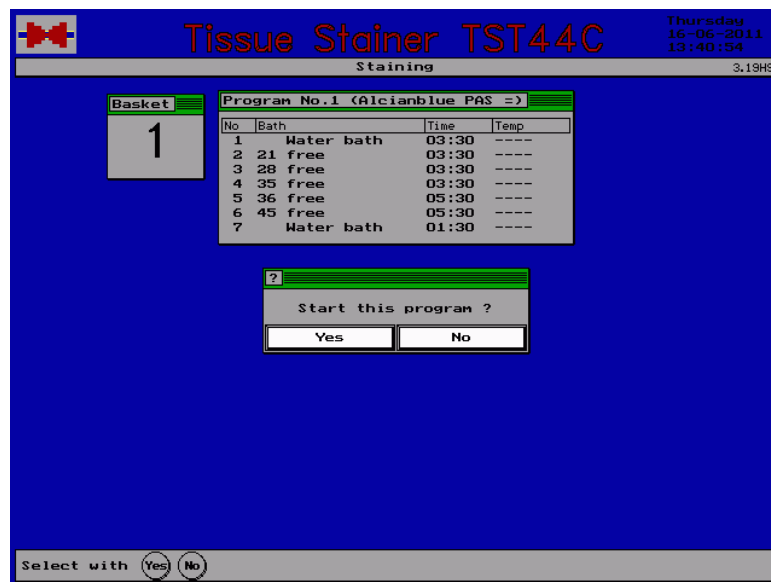 Tissue Stainer TST44C
Thursday
16-06-2011
13:40:54
Staining
3.19HS
Basket
1
Program No.1 (Alcianblue PAS =)
No Bath Time Temp
1 Water bath 03:30 ----
2 21 free 03:30 ----
3 28 free 03:30 ----
4 35 free 03:30 ----
5 36 free 05:30 ----
6 45 free 05:30 ----
7 Water bath 01:30 ----
?
Start this program ?
Yes No
Select with Yes No